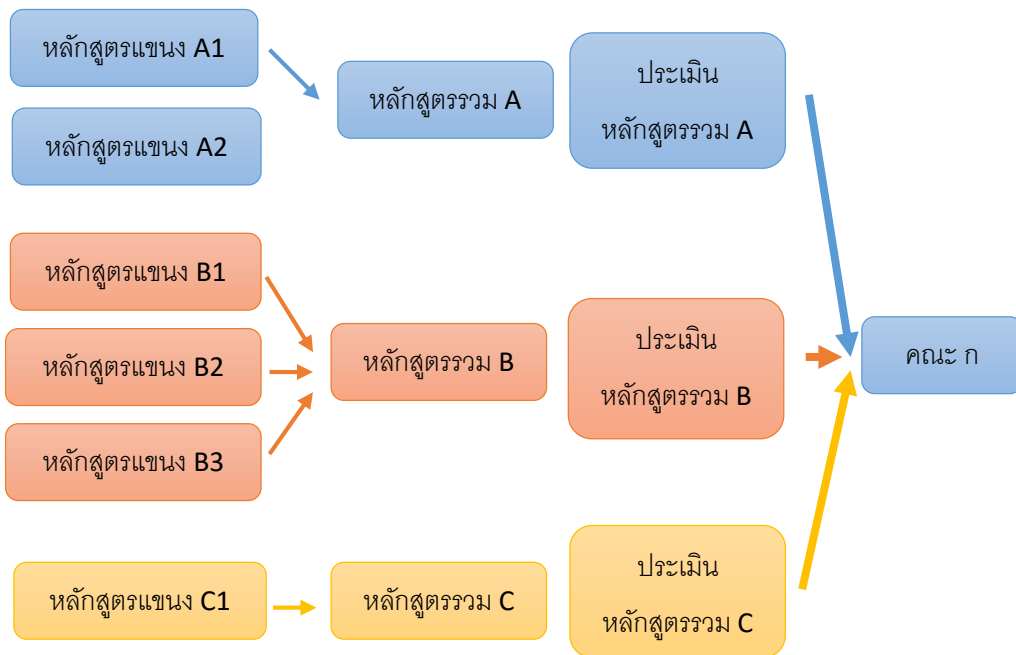 หลักสูตรแขนง A1
หลักสูตรแขนง A2
หลักสูตรรวม A
ประเมิน
หลักสูตรรวม A
หลักสูตรแขนง B1
หลักสูตรแขนง B2
หลักสูตรแขนง B3
หลักสูตรรวม B
ประเมิน
หลักสูตรรวม B
คณะ ก
หลักสูตรแขนง C1
หลักสูตรรวม C
ประเมิน
หลักสูตรรวม C